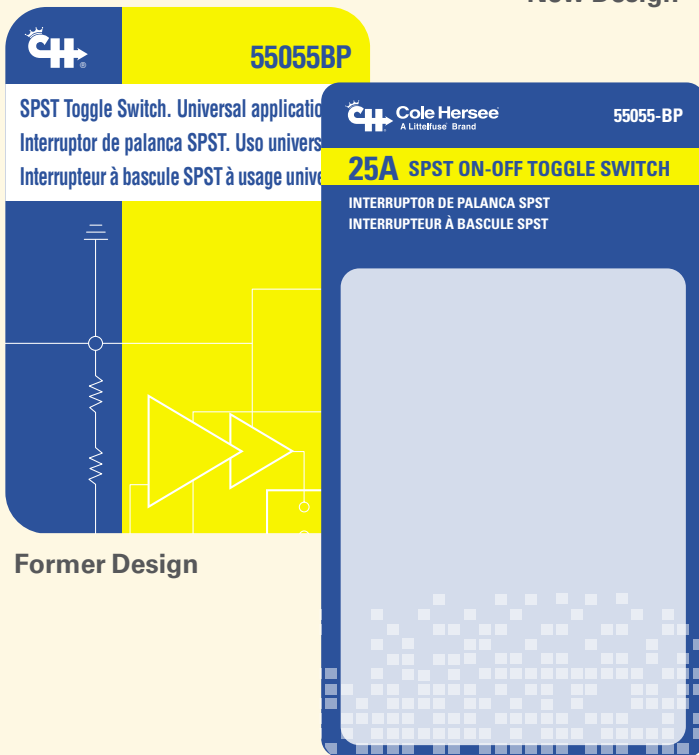 New Design
CH®
55055BP
SPST Toggle Switch. Universal applicatio
Interruptor de palanca SPST. Uso univers
Interrupteur à bascule SPST à usage unive
CH Cole Hersee
A Littelfuse Brand
55055-BP
25A SPST ON-OFF TOGGLE SWITCH
INTERRUPTOR DE PALANCA SPST
INTERRUPTEUR À BASCULE SPST
Former Design